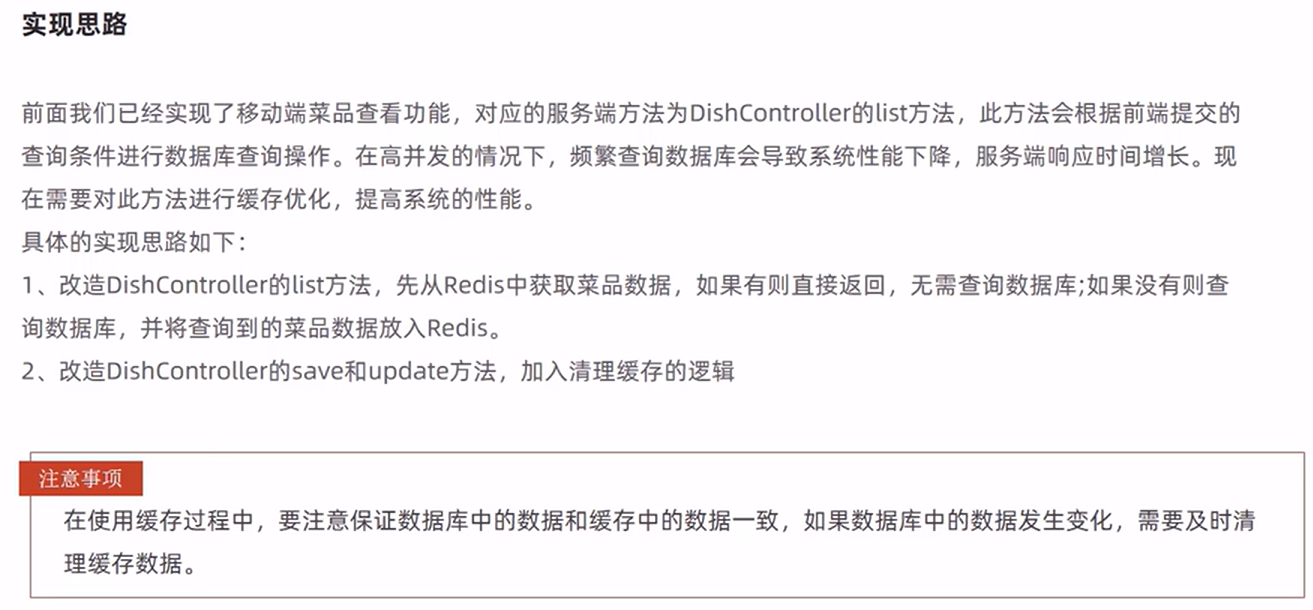 实现思路
前面我们已经实现了移动端菜品查看功能，对应的服务端方法为DishController的list方法，此方法会根据前端提交的
查询条件进行数据库查询操作。在高并发的情况下，频繁查询数据库会导致系统性能下降，服务端响应时间增长。现
在需要对此方法进行缓存优化，提高系统的性能。
具体的实现思路如下：
1、改造DishController的list方法，先从Redis中获取菜品数据，如果有则直接返回，无需查询数据库;如果没有则查
询数据库，并将查询到的菜品数据放入Redis。
2、改造DishController的save和update方法，加入清理缓存的逻辑
注意事项
在使用缓存过程中，要注意保证数据库中的数据和缓存中的数据一致，如果数据库中的数据发生变化，需要及时清
理缓存数据。